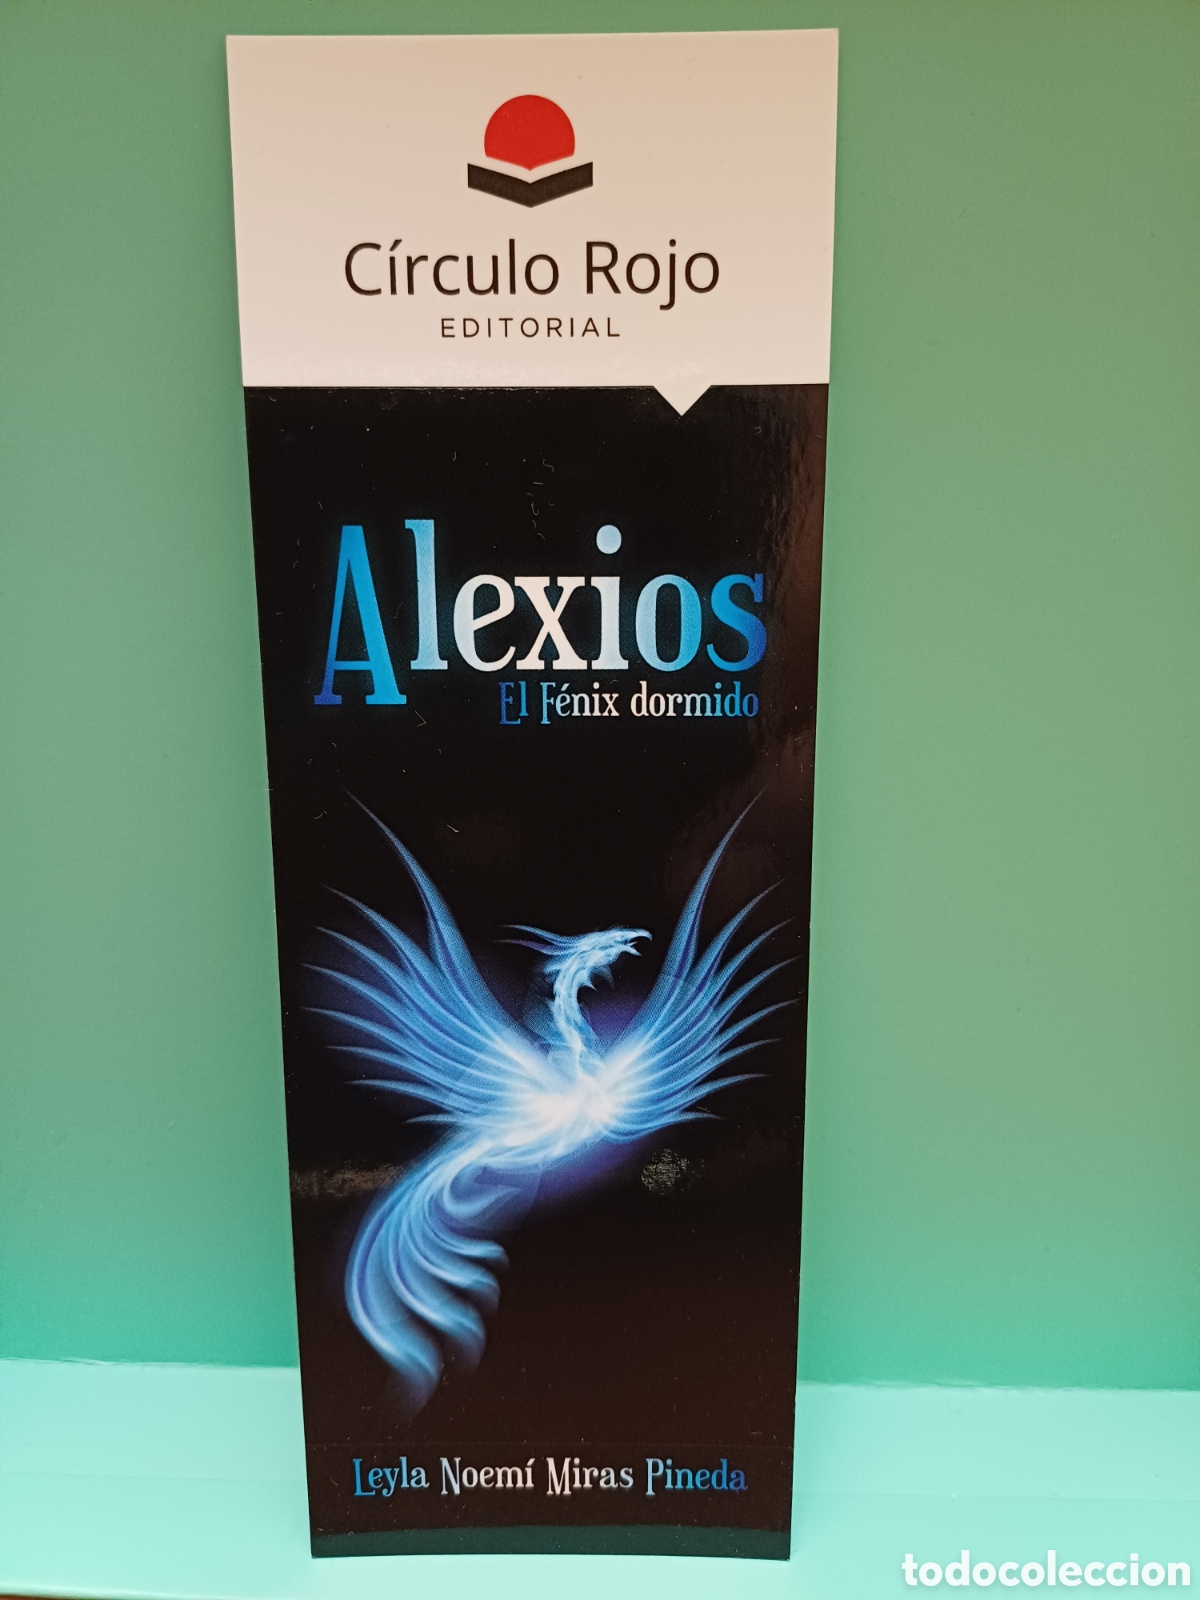 Círculo Rojo
EDITORIAL
Alexios
El Fénix dormido
Leyla Noemí Miras Pineda
todocoleccion